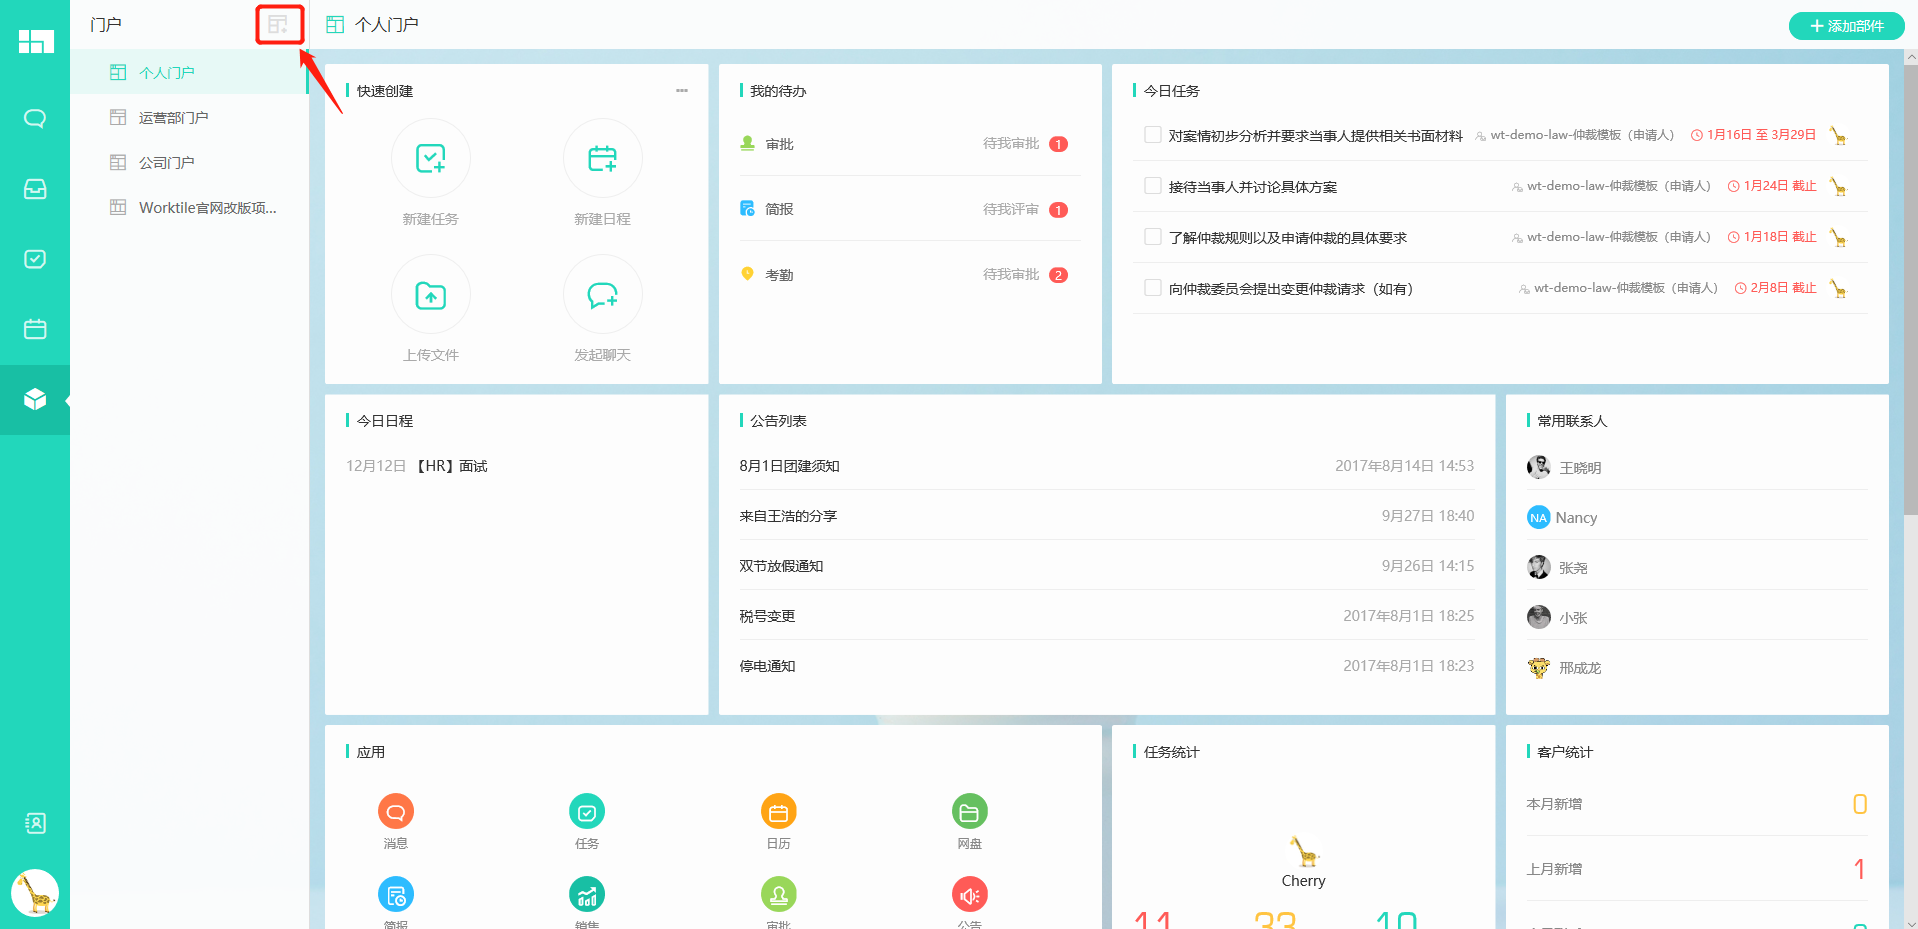 门户
个人门户
添加部件
个人门户
运营部门户
公司门户
Worktile官网改版项...
快速创建
新建任务
新建日程
上传文件
发起聊天
我的待办
审批 待我审批 1
简报 待我评审 1
考勤 待我审批 2
今日任务
对案情初步分析并要求当事人提供相关书面材料 wt-demo-law-仲裁模板（申请人） 1月16日 至 3月29日
接待当事人并讨论具体方案 wt-demo-law-仲裁模板（申请人） 1月24日 截止
了解仲裁规则以及申请仲裁的具体要求 wt-demo-law-仲裁模板（申请人） 1月18日 截止
向仲裁委员会提出变更仲裁请求（如有） wt-demo-law-仲裁模板（申请人） 2月8日 截止
今日日程
12月12日 【HR】面试
公告列表
8月1日团建须知 2017年8月14日 14:53
来自王浩的分享 9月27日 18:40
双节放假通知 9月26日 14:15
税号变更 2017年8月1日 18:25
停电通知 2017年8月1日 18:23
常用联系人
王晓明
NA Nancy
张尧
小张
邢成龙
应用
消息
任务
日历
网盘
简报
销售
审批
公告
任务统计
Cherry
11 33 10
客户统计
本月新增 0
上月新增 1